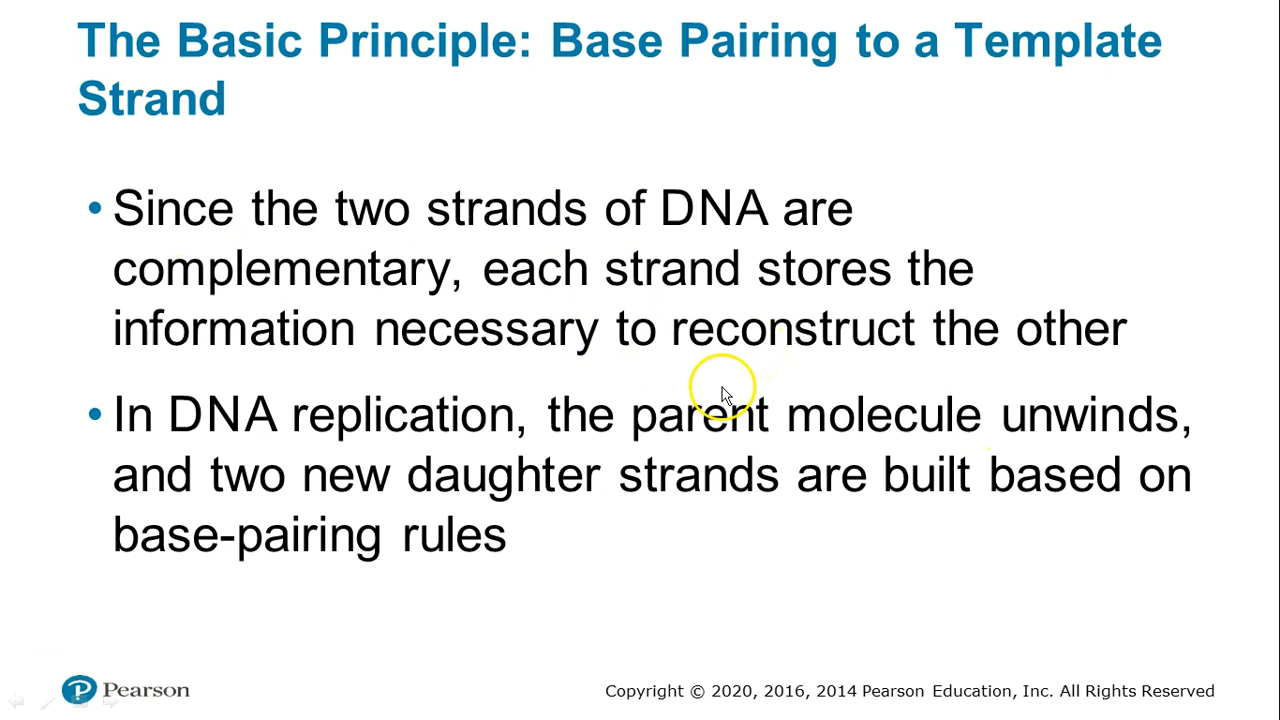 The Basic Principle: Base Pairing to a Template
Strand
• Since the two strands of DNA are
complementary, each strand stores the
information necessary to reconstruct the other
• In DNA replication, the parent molecule unwinds,
and two new daughter strands are built based on
base-pairing rules
P Pearson
Copyright © 2020, 2016, 2014 Pearson Education, Inc. All Rights Reserved